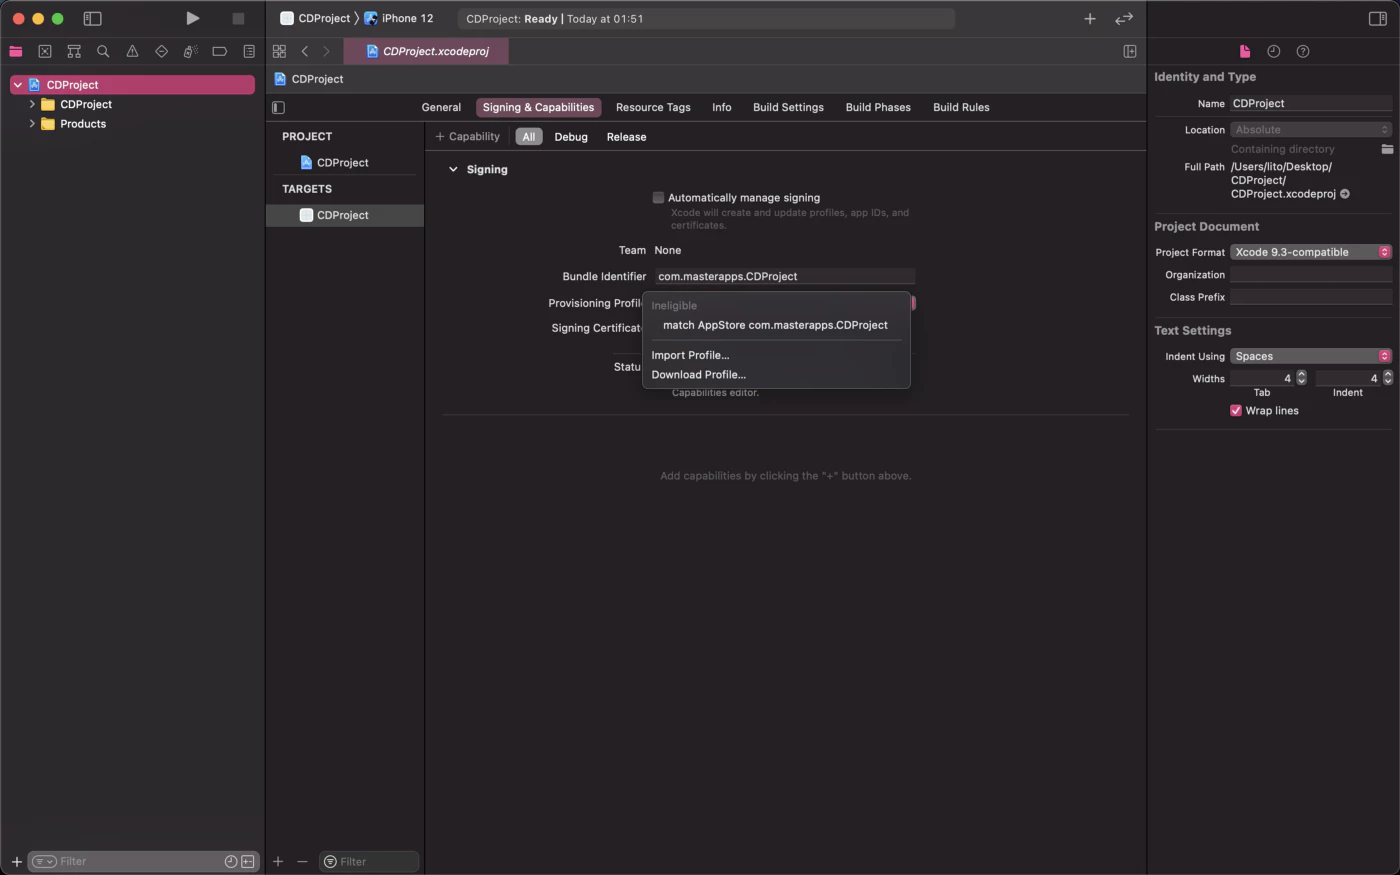 CDProject
iPhone 12
CDProject: Ready | Today at 01:51
CDProject.xcodeproj
CDProject
CDProject
Products
Filter
CDProject
General
Signing & Capabilities
Resource Tags
Info
Build Settings
Build Phases
Build Rules
PROJECT
CDProject
TARGETS
CDProject
Filter
+ Capability
All
Debug
Release
Signing
Automatically manage signing
Xcode will create and update profiles, app IDs, and
certificates.
Team None
Bundle Identifier com.masterapps.CDProject
Provisioning Profil
Signing Certificat
Statu
Ineligible
match AppStore com.masterapps.CDProject
Import Profile...
Download Profile...
Capabilities editor.
Add capabilities by clicking the "+" button above.
Identity and Type
Name CDProject
Location Absolute
Containing directory
Full Path /Users/lito/Desktop/
CDProject/
CDProject.xcodeproj
Project Document
Project Format Xcode 9.3-compatible
Organization
Class Prefix
Text Settings
Indent Using Spaces
Widths 4 4
Tab Indent
Wrap lines